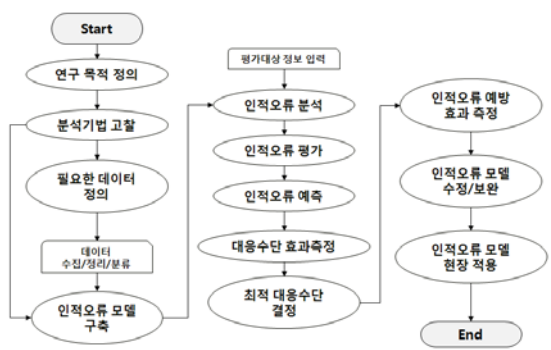 Start
연구 목적 정의
분석기법 고찰
필요한 데이터
정의
데이터
수집/정리/분류
인적오류 모델
구축
평가대상 정보 입력
인적오류 분석
인적오류 평가
인적오류 예측
대응수단 효과측정
최적 대응수단
결정
인적오류 예방
효과 측정
인적오류 모델
수정/보완
인적오류 모델
현장 적용
End